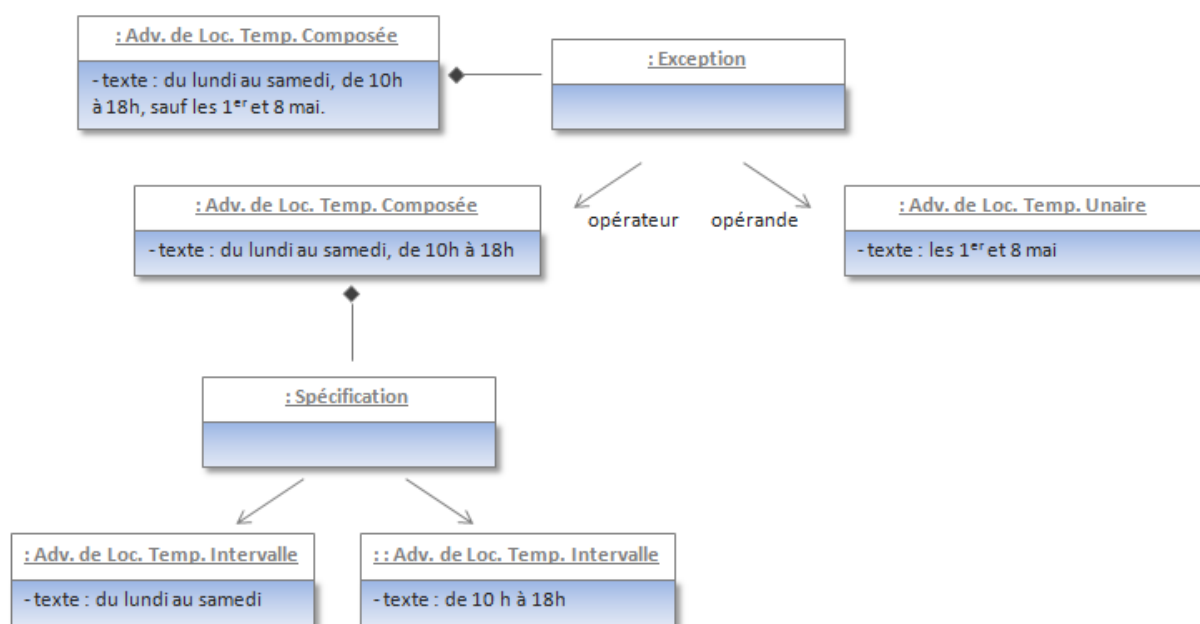 : Adv. de Loc. Temp. Composée
- texte : du lundi au samedi, de 10h
à 18h, sauf les 1er et 8 mai.
: Exception
: Adv. de Loc. Temp. Composée
- texte : du lundi au samedi, de 10h à 18h
opérateur
opérande
: Adv. de Loc. Temp. Unaire
- texte : les 1er et 8 mai
: Spécification
: Adv. de Loc. Temp. Intervalle
- texte : du lundi au samedi
: : Adv. de Loc. Temp. Intervalle
- texte : de 10 h à 18h